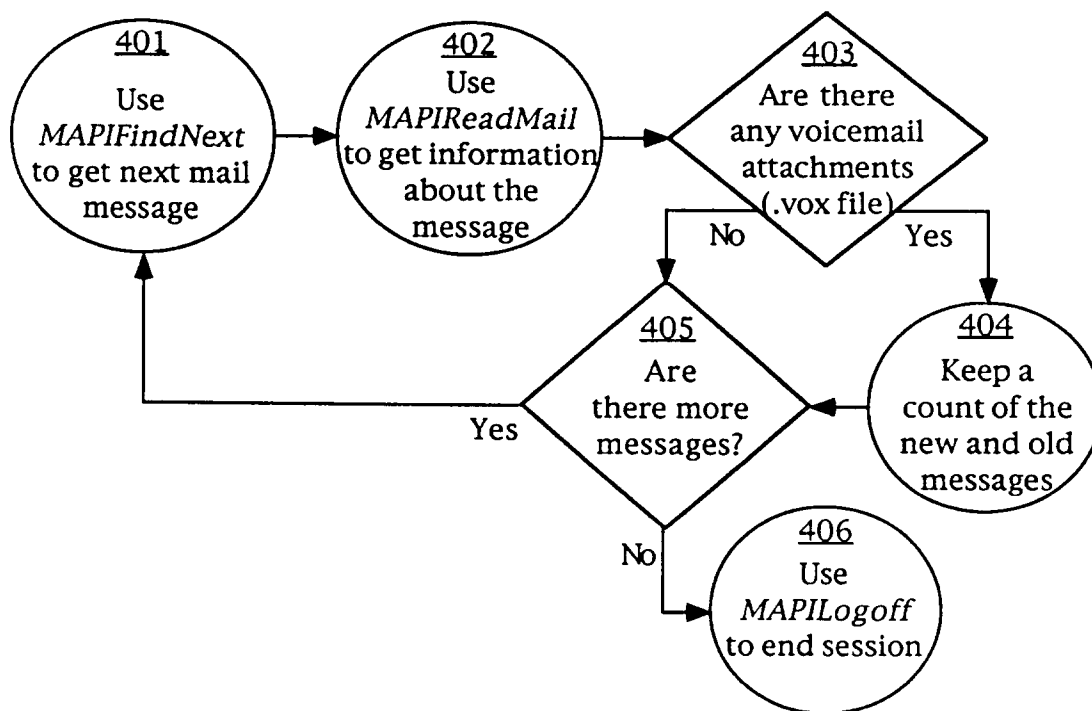 401
Use
MAPIFindNext
to get next mail
message
402
Use
MAPIReadMail
to get information
about the
message
403
Are there
any voicemail
attachments
(.vox file)
No
Yes
404
Keep a
count of the
new and old
messages
405
Are
there more
messages?
Yes
No
406
Use
MAPILogoff
to end session